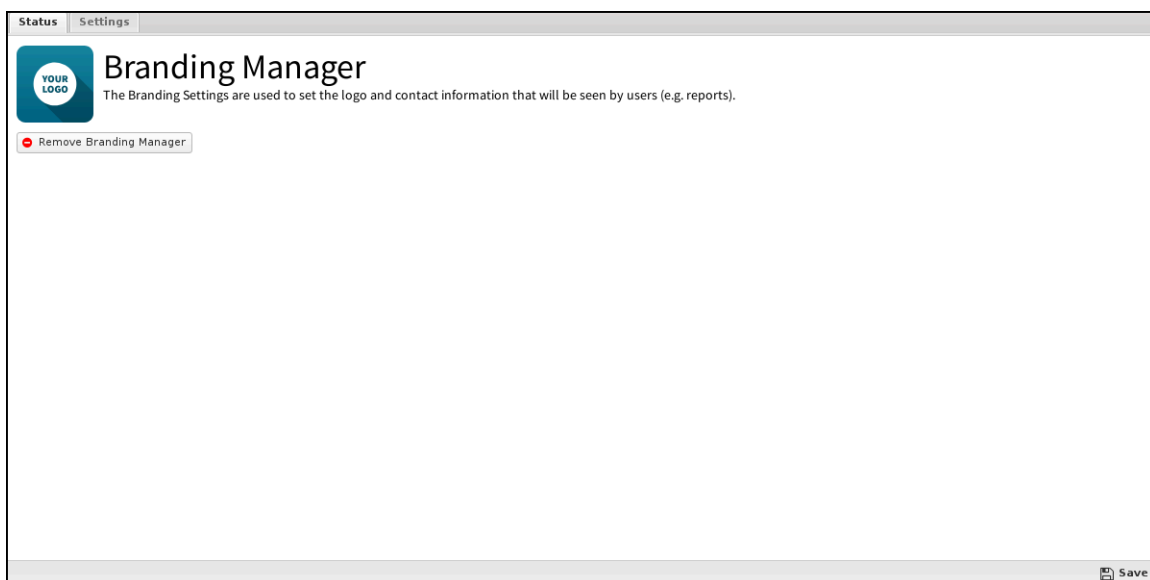 Status Settings
YOUR
LOGO
Branding Manager
The Branding Settings are used to set the logo and contact information that will be seen by users (e.g. reports).
Remove Branding Manager
Save